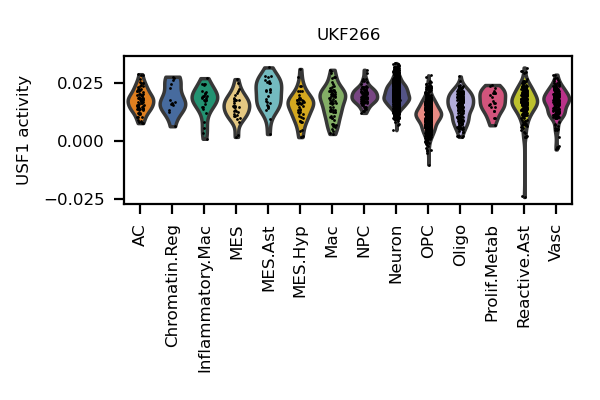 UKF266
USF1 activity
0.025
0.000
−0.025
AC
Chromatin.Reg
Inflammatory.Mac
MES
MES.Ast
MES.Hyp
Mac
NPC
Neuron
OPC
Oligo
Prolif.Metab
Reactive.Ast
Vasc